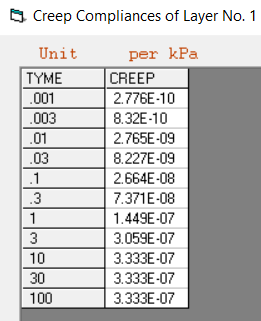 Creep Compliances of Layer No. 1
Unit per kPa
TYME CREEP
.001 2.776E-10
.003 8.32E-10
.01 2.765E-09
.03 8.227E-09
.1 2.664E-08
.3 7.371E-08
1 1.449E-07
3 3.059E-07
10 3.333E-07
30 3.333E-07
100 3.333E-07